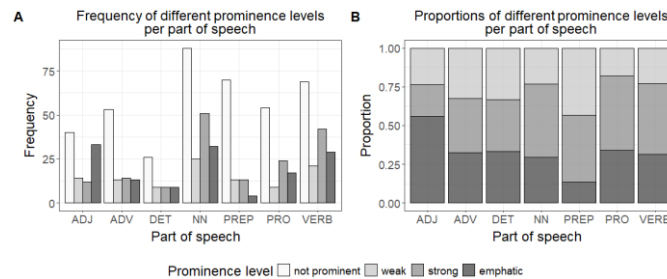 A
Frequency of different prominence levels
per part of speech
Frequency
75
50
25
0
ADJ ADV DET NN PREP PRO VERB
Part of speech
B
Proportions of different prominence levels
per part of speech
Proportion
1.00
0.75
0.50
0.25
0.00
ADJ ADV DET NN PREP PRO VERB
Part of speech
Prominence level not prominent weak strong emphatic